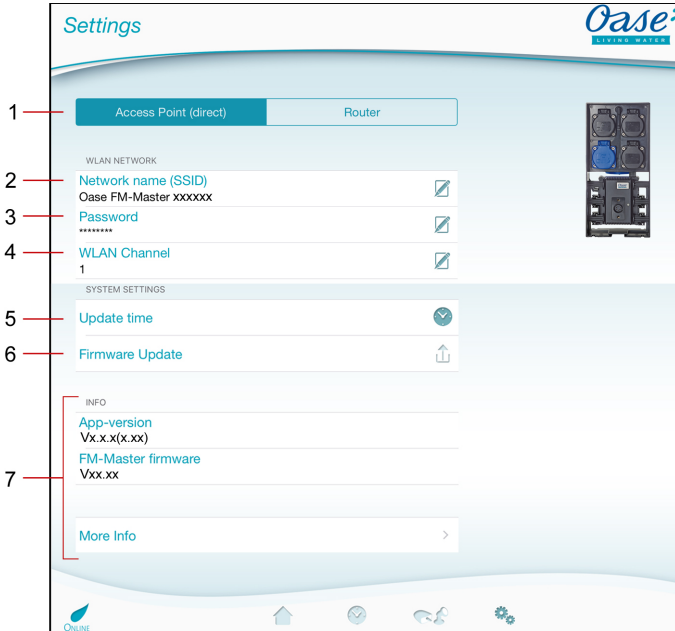 Settings
Oase
LIVING WATER
1
Access Point (direct)
Router
WLAN NETWORK
2
Network name (SSID)
Oase FM-Master xxxxxx
3
Password
********
4
WLAN Channel
1
SYSTEM SETTINGS
5
Update time
6
Firmware Update
7
INFO
App-version
Vx.x.x(x.xx)
FM-Master firmware
Vxx.xx
More Info
ONLINE